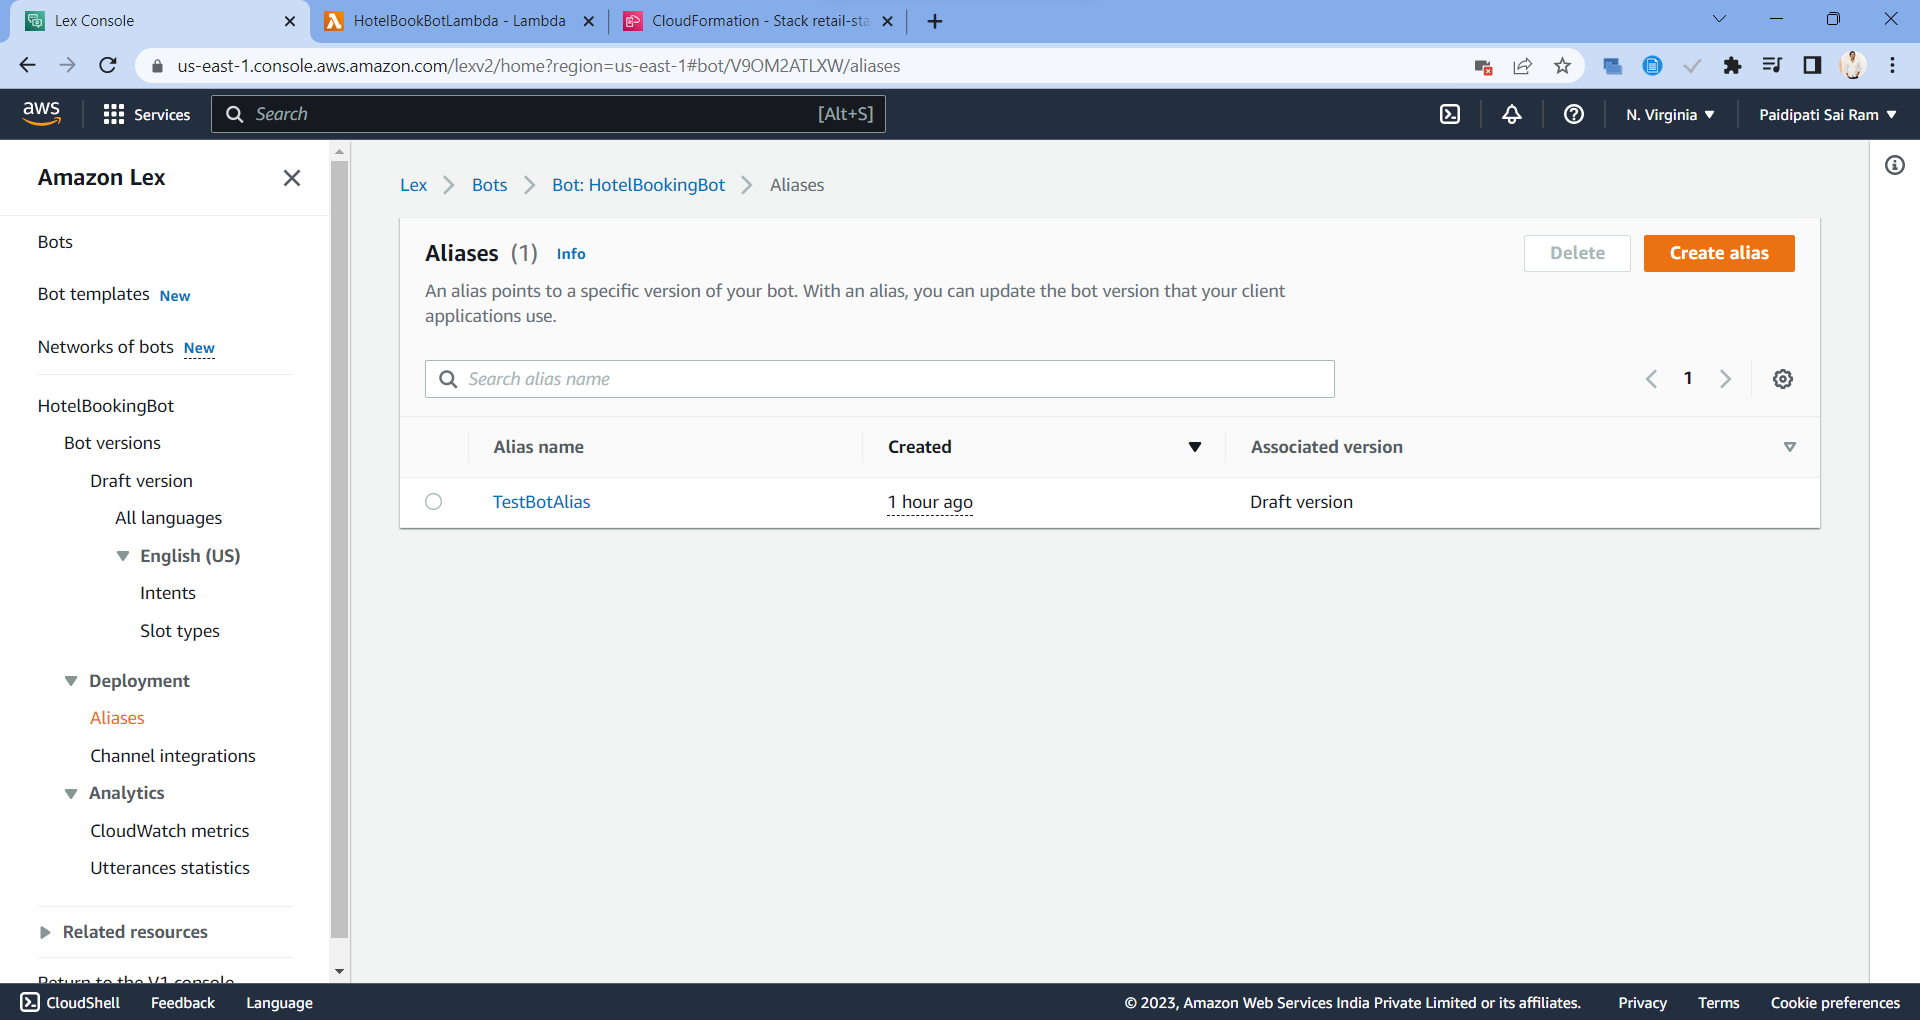 Lex Console
HotelBookBotLambda - Lambda
CloudFormation - Stack retail-sta
us-east-1.console.aws.amazon.com/lexv2/home?region=us-east-1#bot/V9OM2ATLXW/aliases
aws
Services
Search
[Alt+S]
N. Virginia
Paidipati Sai Ram
Amazon Lex
Bots
Bot templates New
Networks of bots New
HotelBookingBot
Bot versions
Draft version
All languages
English (US)
Intents
Slot types
Deployment
Aliases
Channel integrations
Analytics
CloudWatch metrics
Utterances statistics
Related resources
Return to the V1 console
Lex
Bots
Bot: HotelBookingBot
Aliases
Aliases (1) Info
Delete
Create alias
An alias points to a specific version of your bot. With an alias, you can update the bot version that your client
applications use.
Search alias name
1
Alias name
Created
Associated version
TestBotAlias
1 hour ago
Draft version
CloudShell
Feedback
Language
© 2023, Amazon Web Services India Private Limited or its affiliates.
Privacy
Terms
Cookie preferences